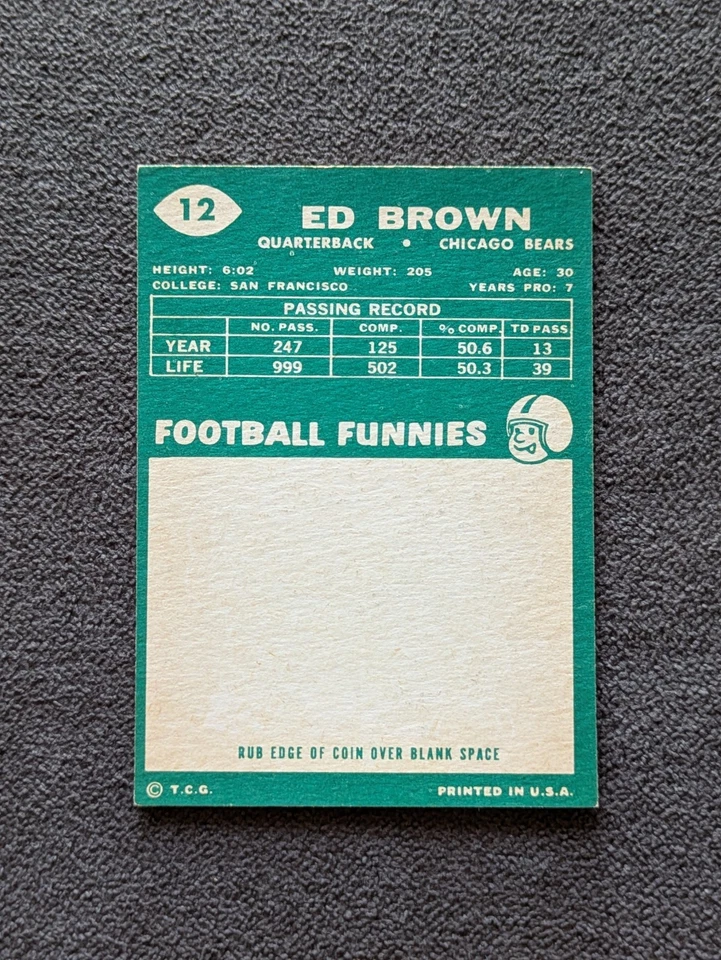 12
ED BROWN
QUARTERBACK • CHICAGO BEARS
HEIGHT: 6:02 WEIGHT: 205 AGE: 30
COLLEGE: SAN FRANCISCO YEARS PRO: 7
PASSING RECORD
NO. PASS. COMP. % COMP. TD PASS
YEAR 247 125 50.6 13
LIFE 999 502 50.3 39
FOOTBALL FUNNIES
RUB EDGE OF COIN OVER BLANK SPACE
© T.C.G. PRINTED IN U.S.A.